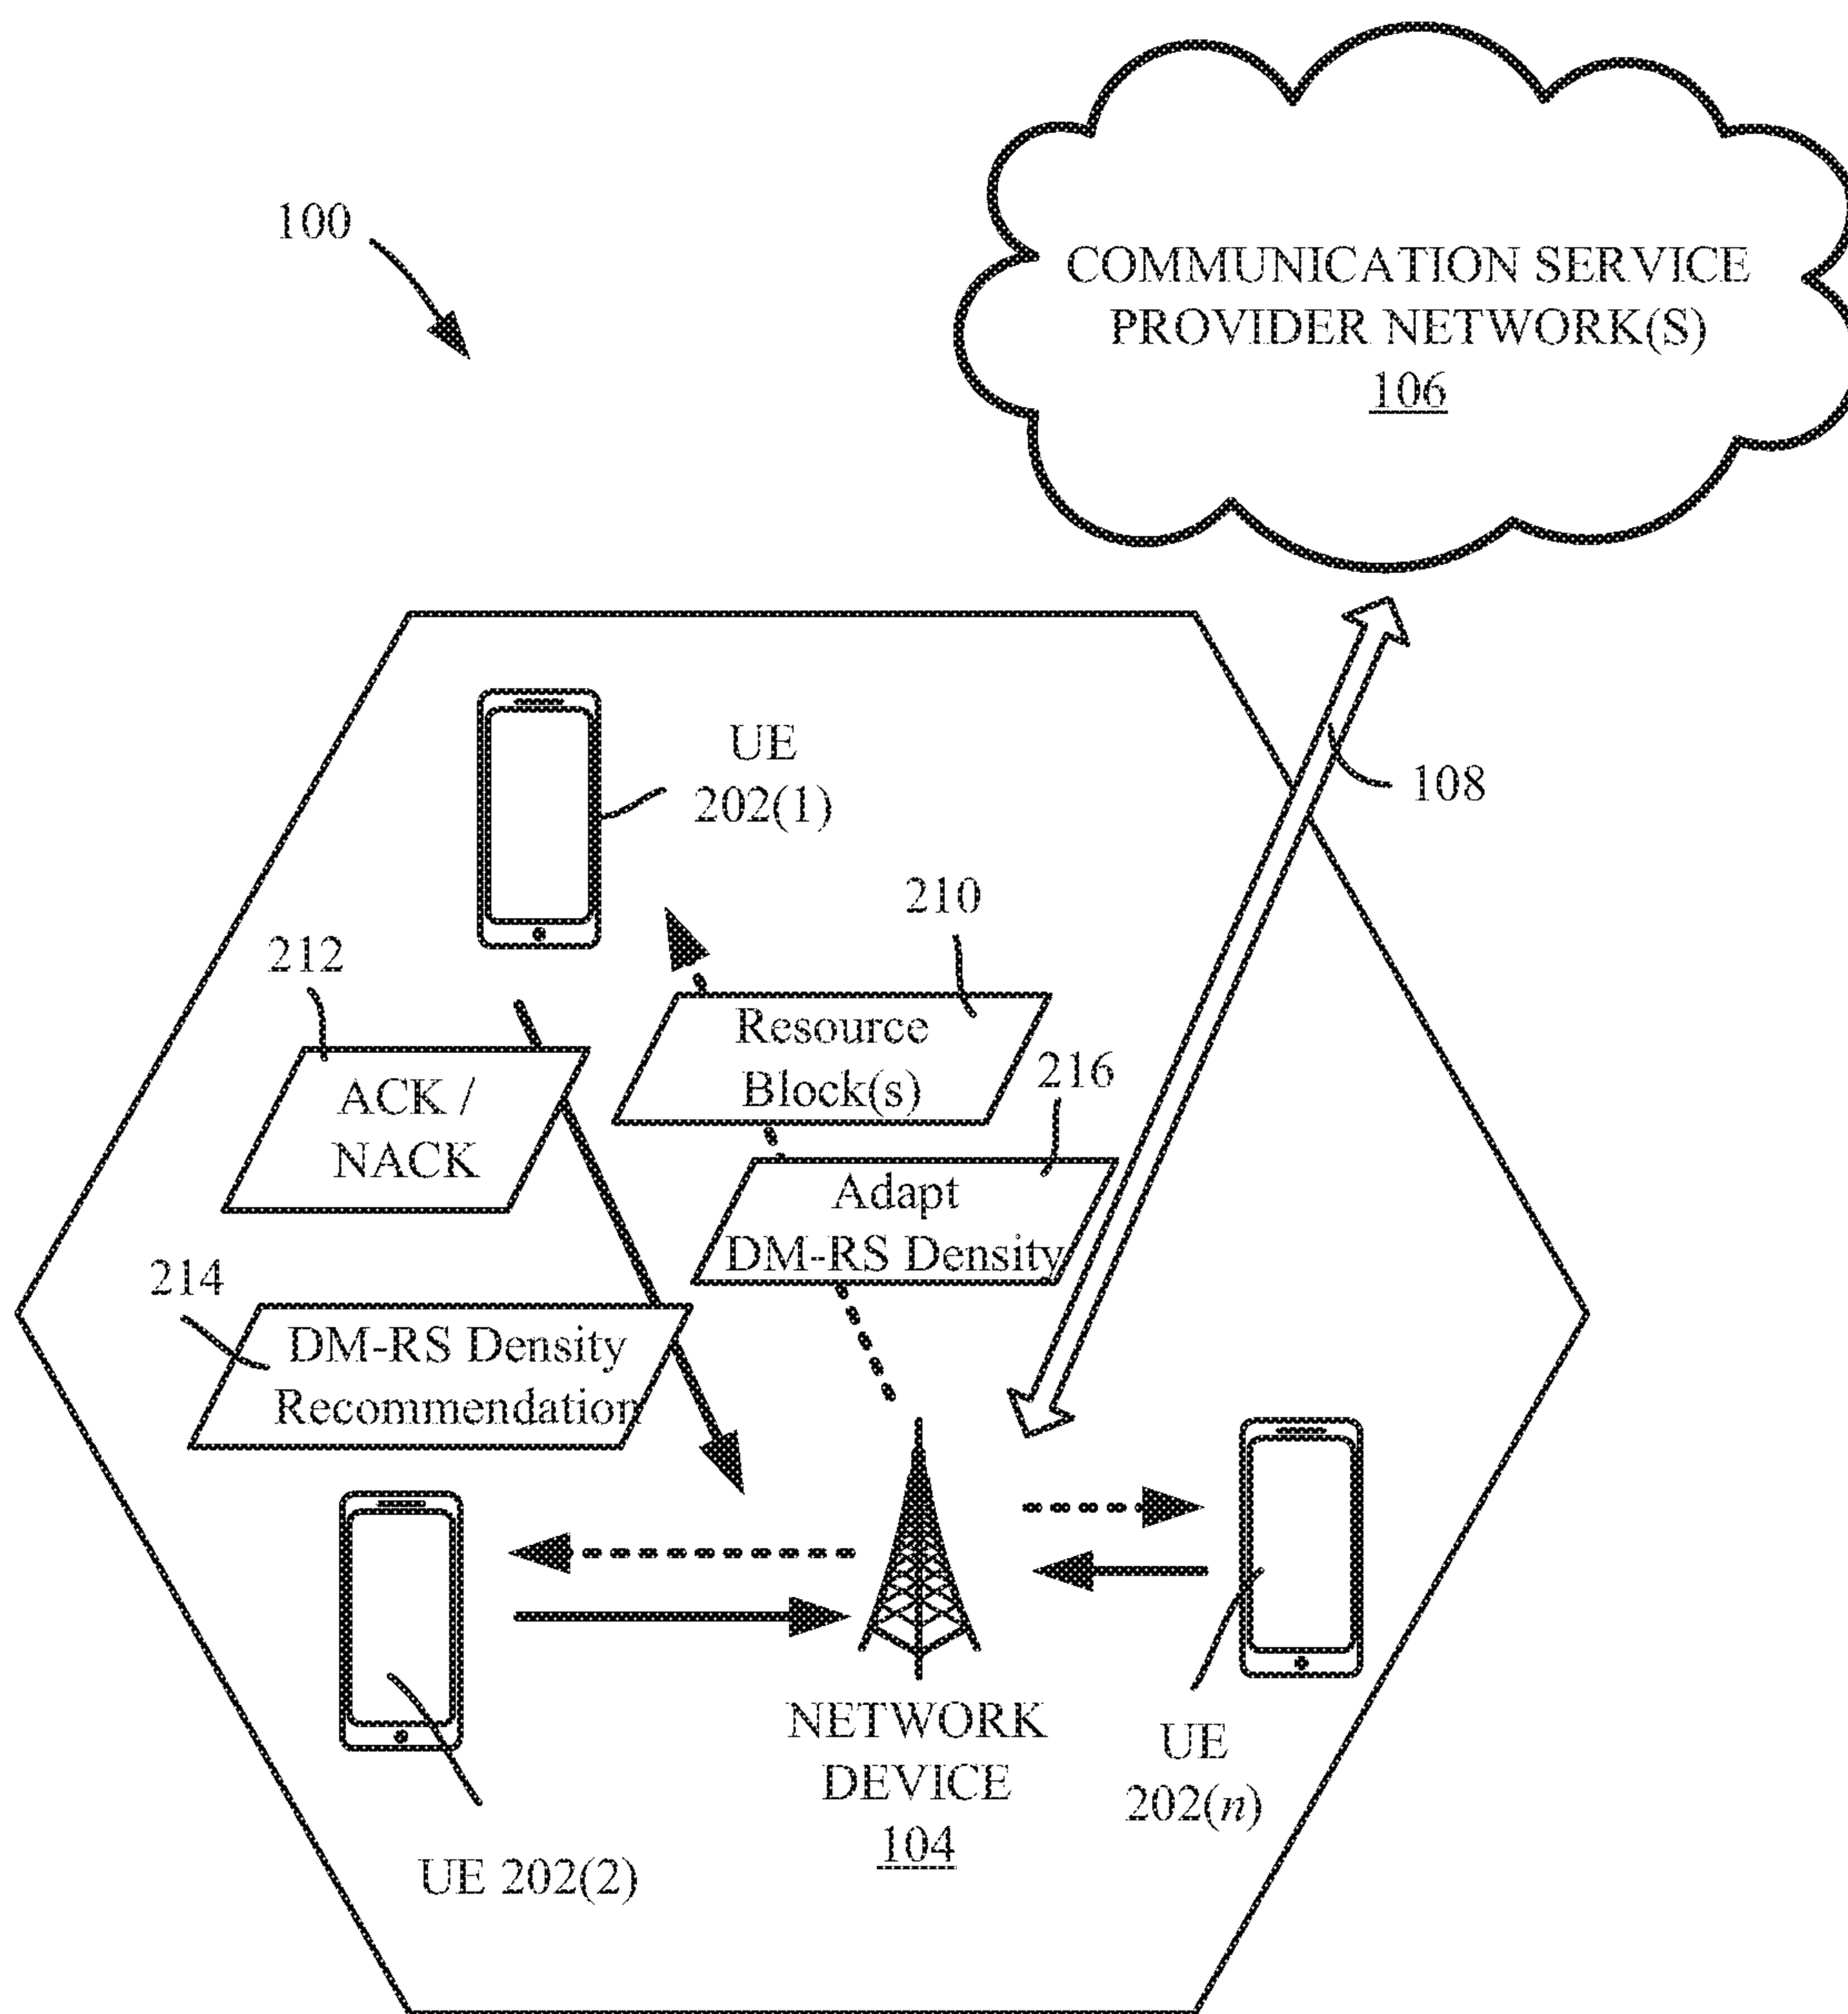 100
COMMUNICATION SERVICE
PROVIDER NETWORK(S)
106
UE
202(1)
108
210
212
Resource
Block(s)
216
ACK /
NACK
Adapt
DM-RS Density
214
DM-RS Density
Recommendation
NETWORK
DEVICE
104
UE
202(n)
UE 202(2)